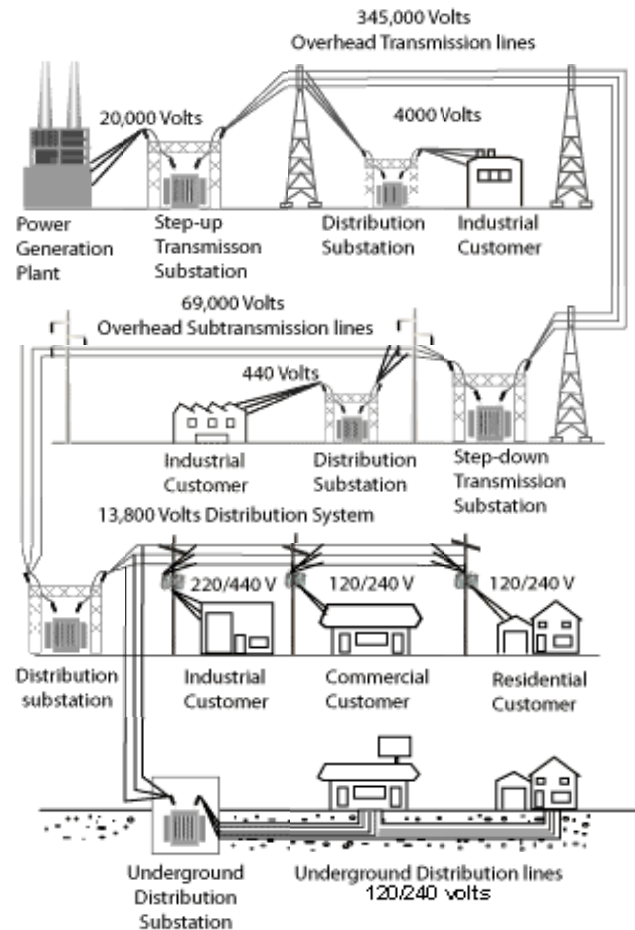 345,000 Volts
Overhead Transmission lines
20,000 Volts
4000 Volts
Power
Generation
Plant
Step-up
Transmisson
Substation
Distribution
Substation
Industrial
Customer
69,000 Volts
Overhead Subtransmission lines
440 Volts
Industrial
Customer
Distribution
Substation
Step-down
Transmission
Substation
13,800 Volts Distribution System
220/440 V
120/240 V
120/240 V
Distribution
substation
Industrial
Customer
Commercial
Customer
Residential
Customer
Underground
Distribution
Substation
Underground Distribution lines
120/240 volts